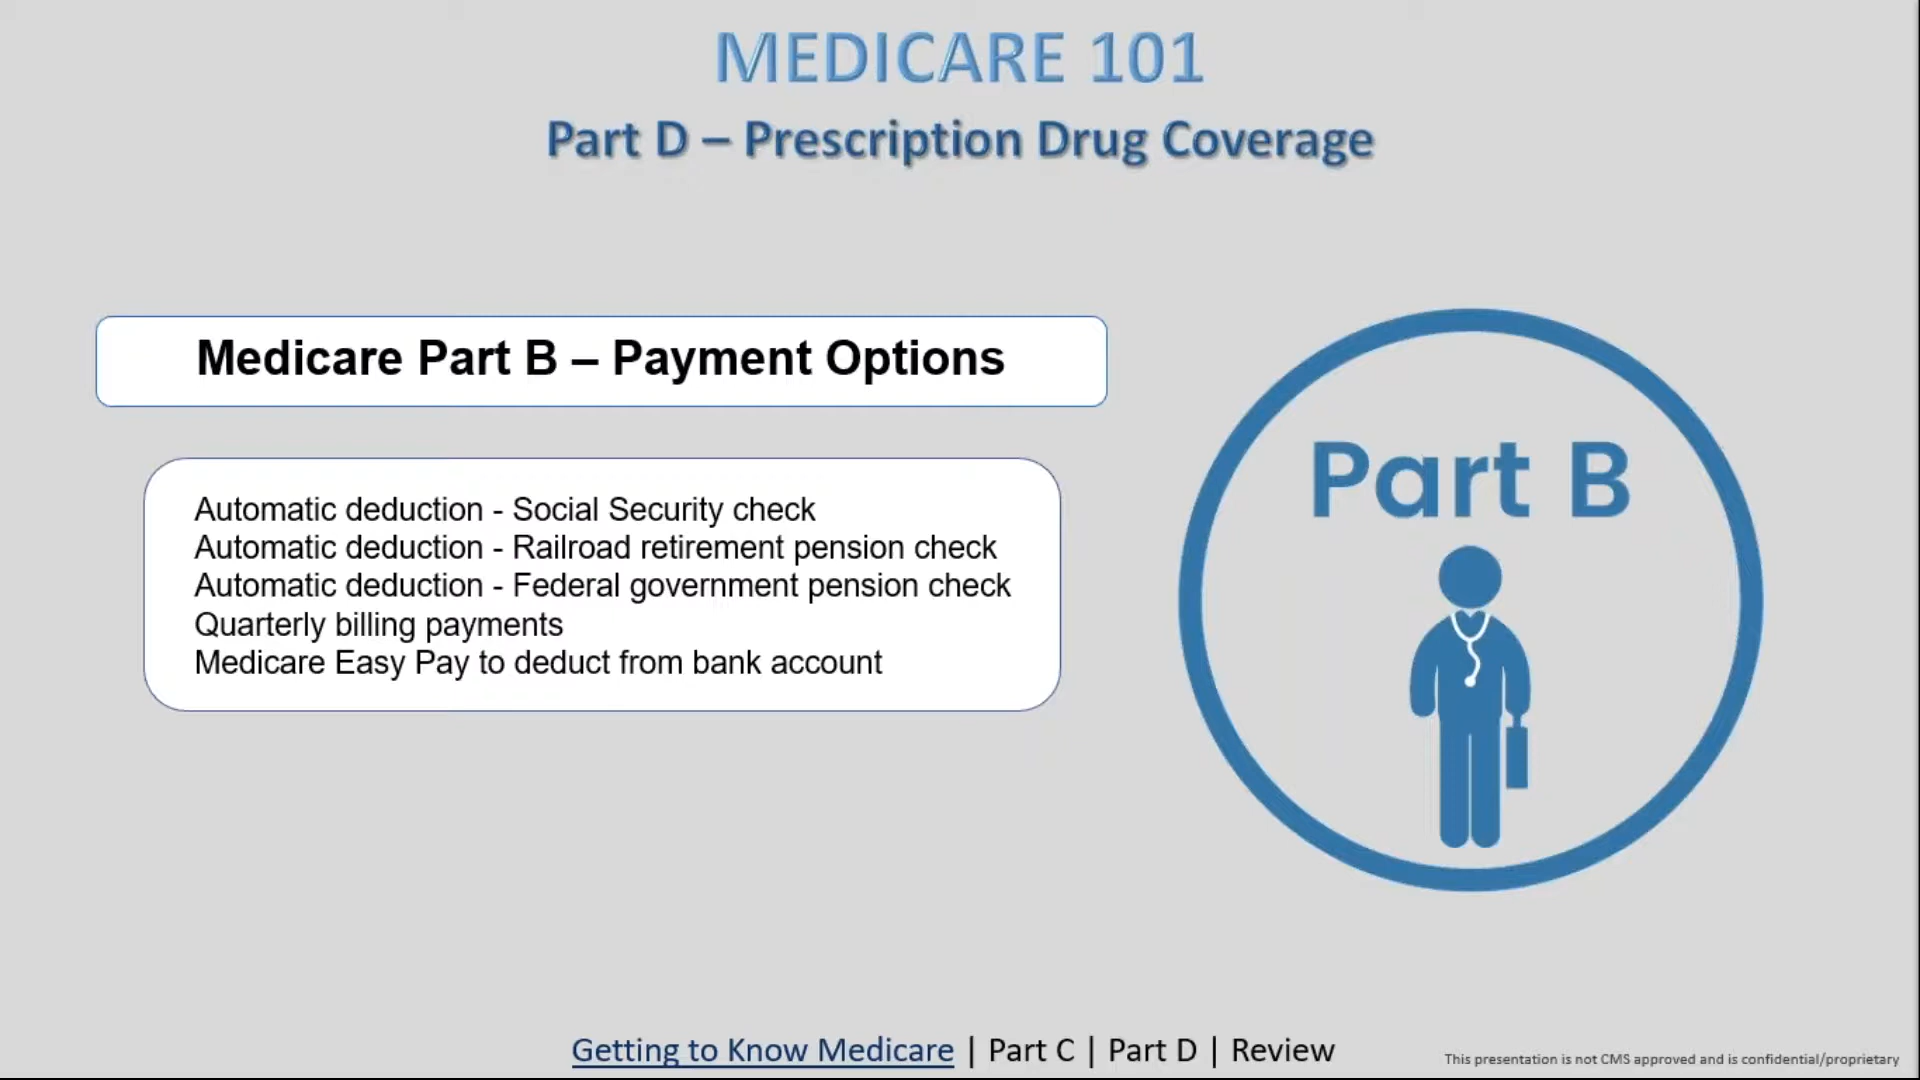 MEDICARE 101
Part D – Prescription Drug Coverage
Medicare Part B – Payment Options
Automatic deduction - Social Security check
Automatic deduction - Railroad retirement pension check
Automatic deduction - Federal government pension check
Quarterly billing payments
Medicare Easy Pay to deduct from bank account
Part B
Getting to Know Medicare | Part C | Part D | Review
This presentation is not CMS approved and is confidential/proprietary